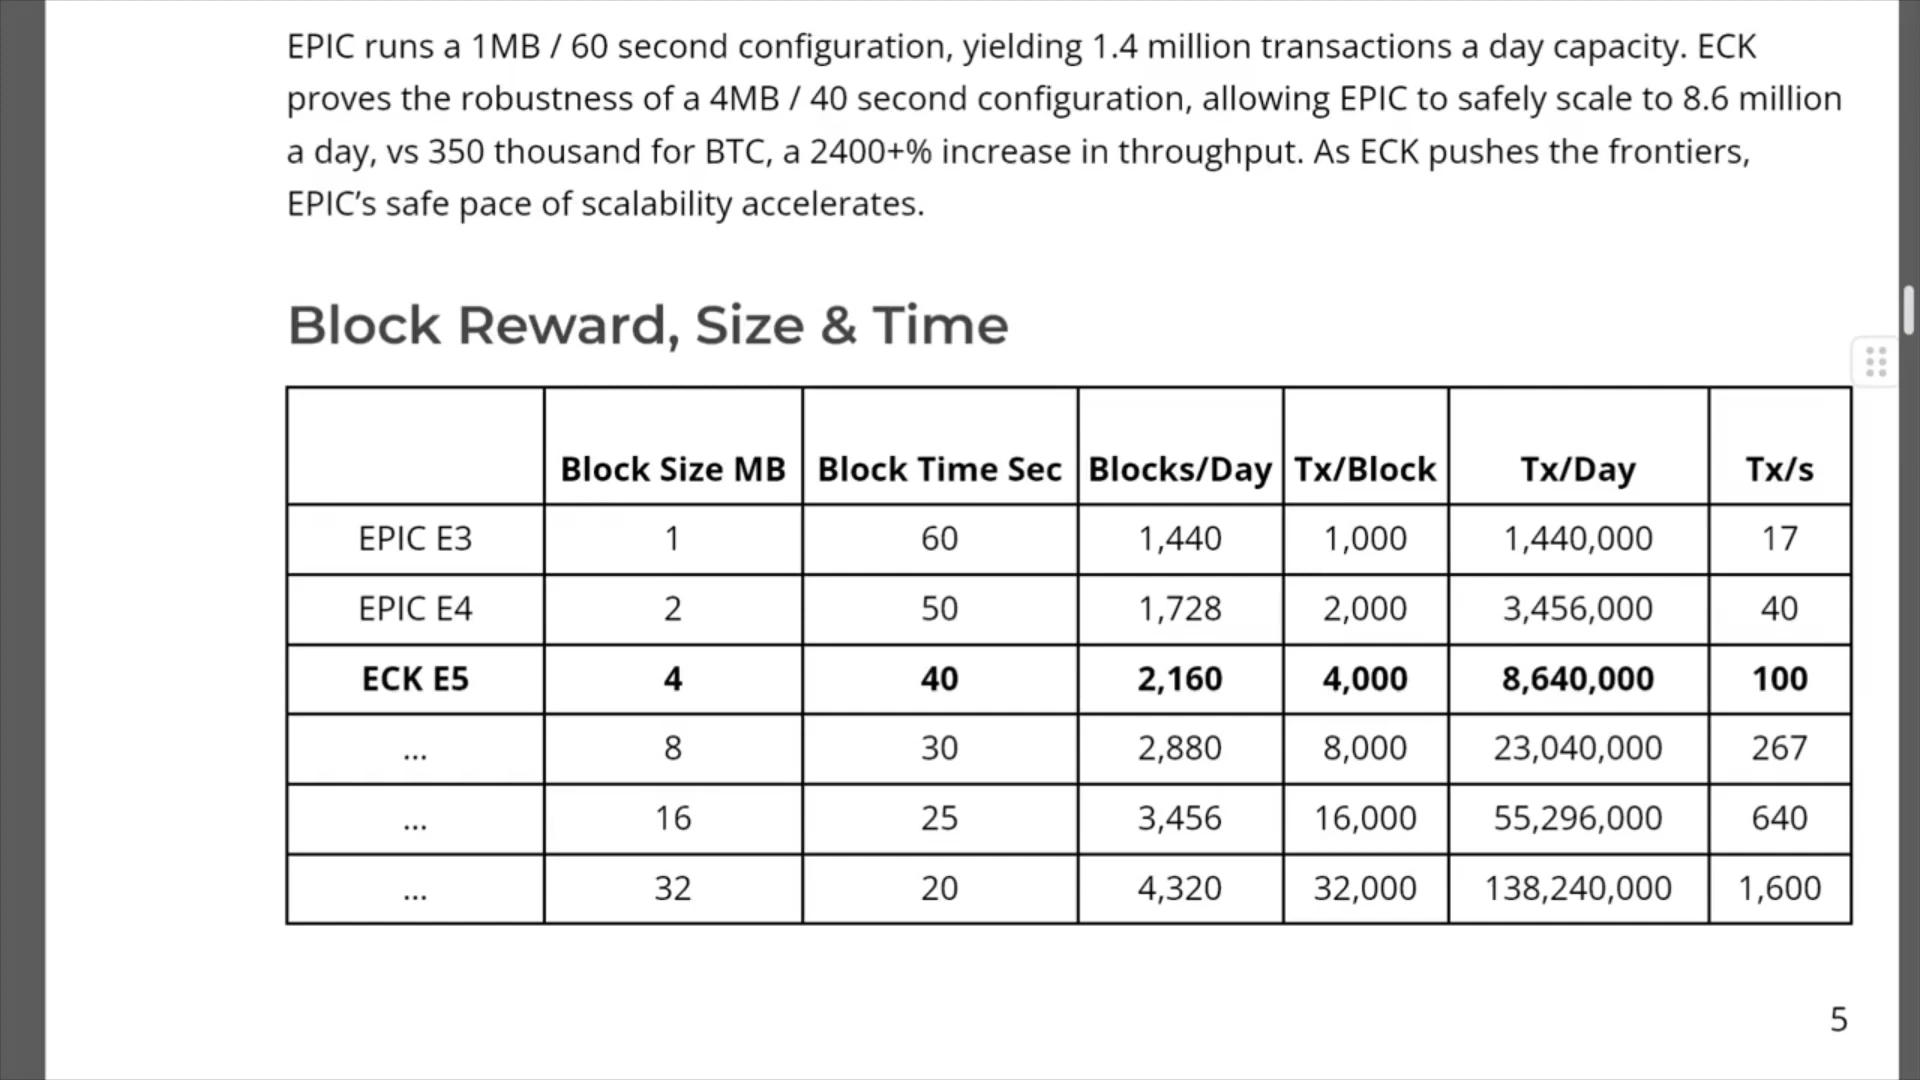 EPIC runs a 1MB / 60 second configuration, yielding 1.4 million transactions a day capacity. ECK
proves the robustness of a 4MB / 40 second configuration, allowing EPIC to safely scale to 8.6 million
a day, vs 350 thousand for BTC, a 2400+% increase in throughput. As ECK pushes the frontiers,
EPIC’s safe pace of scalability accelerates.
Block Reward, Size & Time
Block Size MB Block Time Sec Blocks/Day Tx/Block Tx/Day Tx/s
EPIC E3 1 60 1,440 1,000 1,440,000 17
EPIC E4 2 50 1,728 2,000 3,456,000 40
ECK E5 4 40 2,160 4,000 8,640,000 100
... 8 30 2,880 8,000 23,040,000 267
... 16 25 3,456 16,000 55,296,000 640
... 32 20 4,320 32,000 138,240,000 1,600
5